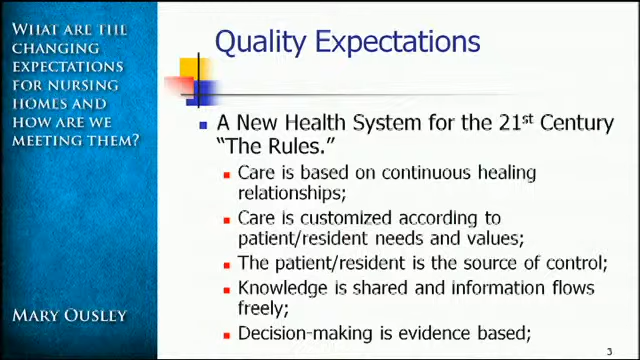 WHAT ARE THE
CHANGING
EXPECTATIONS
FOR NURSING
HOMES AND
HOW ARE WE
MEETING THEM?
MARY OUSLEY
Quality Expectations
A New Health System for the 21st Century
“The Rules.”
Care is based on continuous healing
relationships;
Care is customized according to
patient/resident needs and values;
The patient/resident is the source of control;
Knowledge is shared and information flows
freely;
Decision-making is evidence based;
3